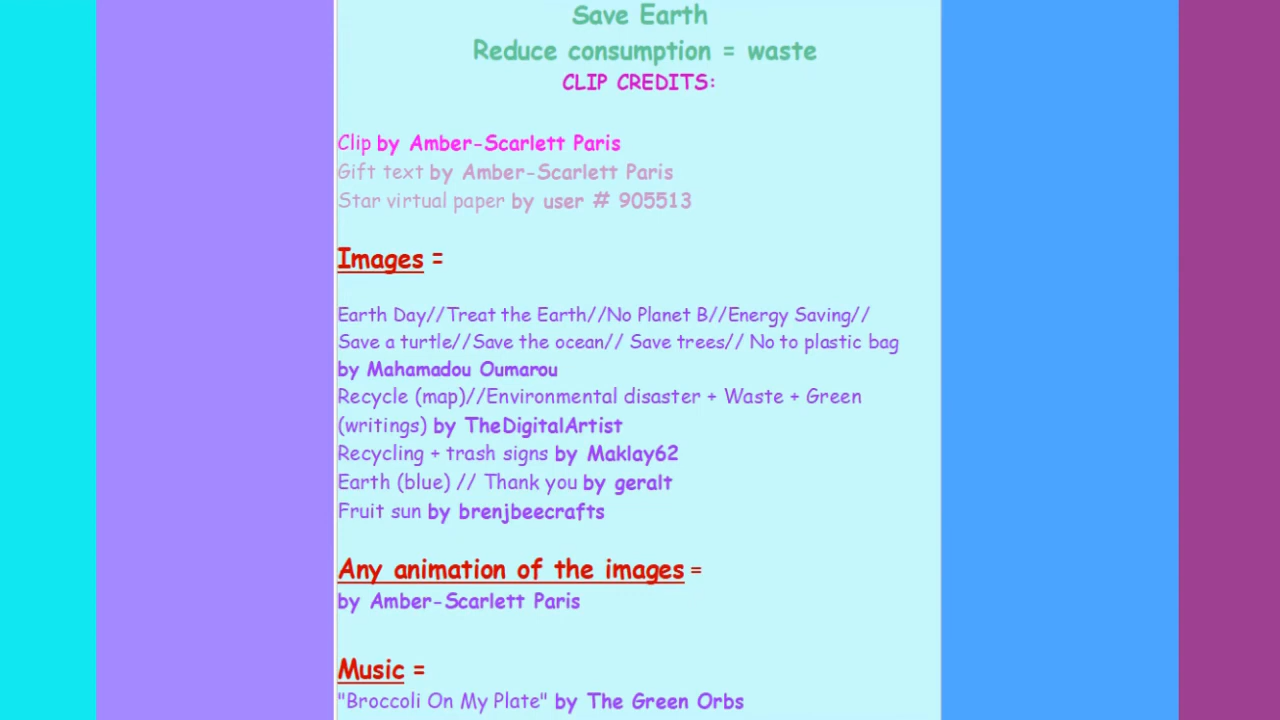 Save Earth
Reduce consumption = waste
CLIP CREDITS:
Clip by Amber-Scarlett Paris
Gift text by Amber-Scarlett Paris
Star virtual paper by user # 905513
Images =
Earth Day//Treat the Earth//No Planet B//Energy Saving//
Save a turtle//Save the ocean// Save trees// No to plastic bag
by Mahamadou Oumarou
Recycle (map)//Environmental disaster + Waste + Green
(writings) by TheDigitalArtist
Recycling + trash signs by Maklay62
Earth (blue) // Thank you by geralt
Fruit sun by brenjbeecrafts
Any animation of the images =
by Amber-Scarlett Paris
Music =
"Broccoli On My Plate" by The Green Orbs